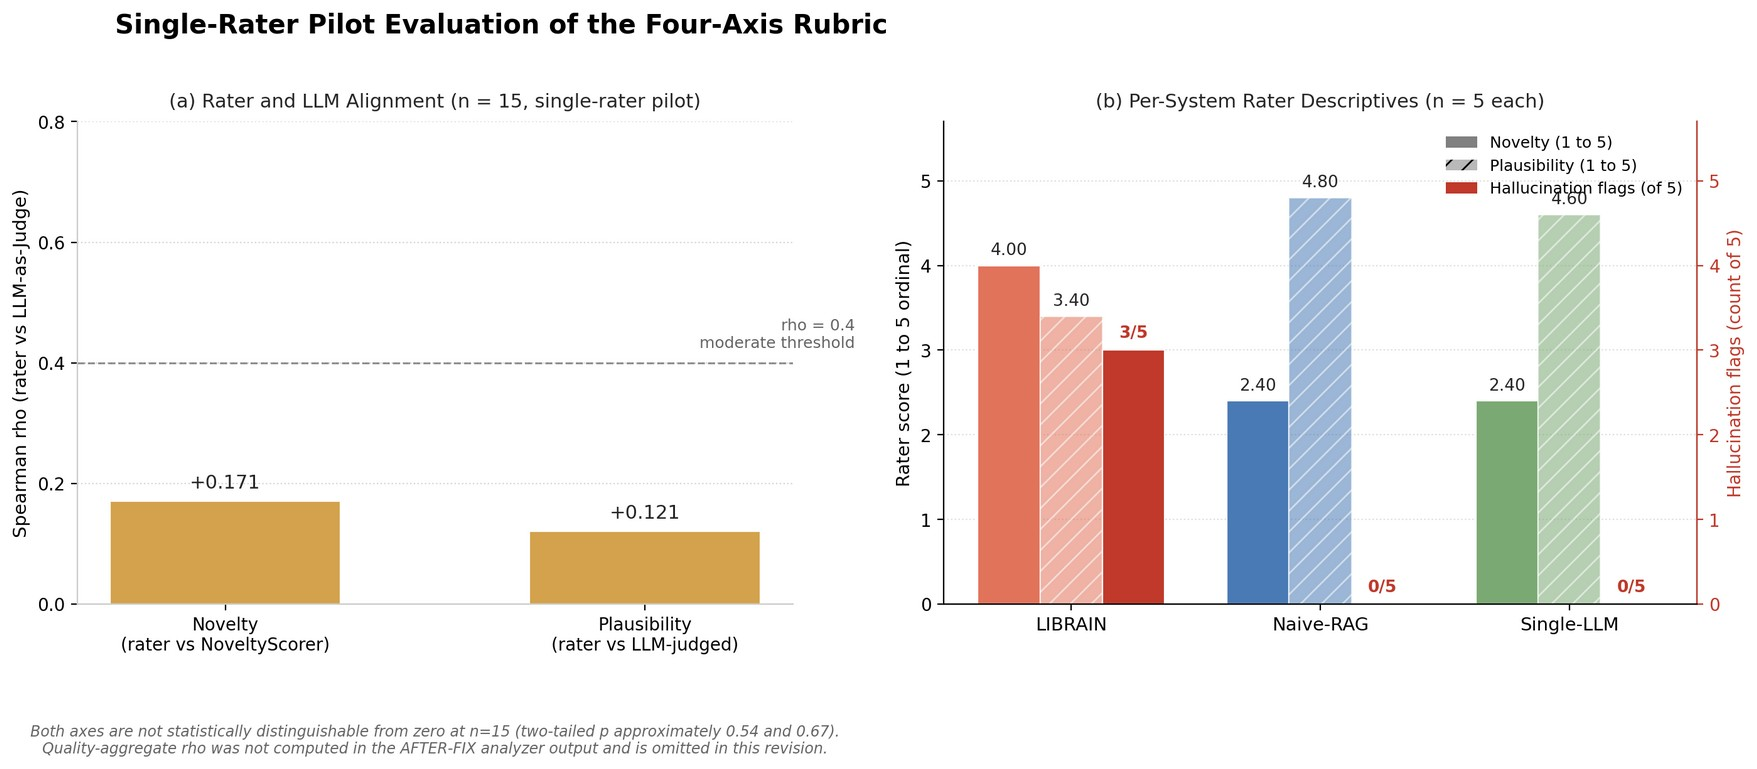 Single-Rater Pilot Evaluation of the Four-Axis Rubric
(a) Rater and LLM Alignment (n = 15, single-rater pilot)
Spearman rho (rater vs LLM-as-Judge)
0.8
0.6
0.4
0.2
0.0
rho = 0.4
moderate threshold
+0.171
+0.121
Novelty
(rater vs NoveltyScorer)
Plausibility
(rater vs LLM-judged)
Both axes are not statistically distinguishable from zero at n=15 (two-tailed p approximately 0.54 and 0.67).
Quality-aggregate rho was not computed in the AFTER-FIX analyzer output and is omitted in this revision.
(b) Per-System Rater Descriptives (n = 5 each)
Rater score (1 to 5 ordinal)
5
4
3
2
1
0
Novelty (1 to 5)
Plausibility (1 to 5)
Hallucination flags (of 5)
4.00
3.40
3/5
2.40
4.80
0/5
2.40
4.60
0/5
LIBRAIN
Naive-RAG
Single-LLM
5
4
3
2
1
0
Hallucination flags (count of 5)